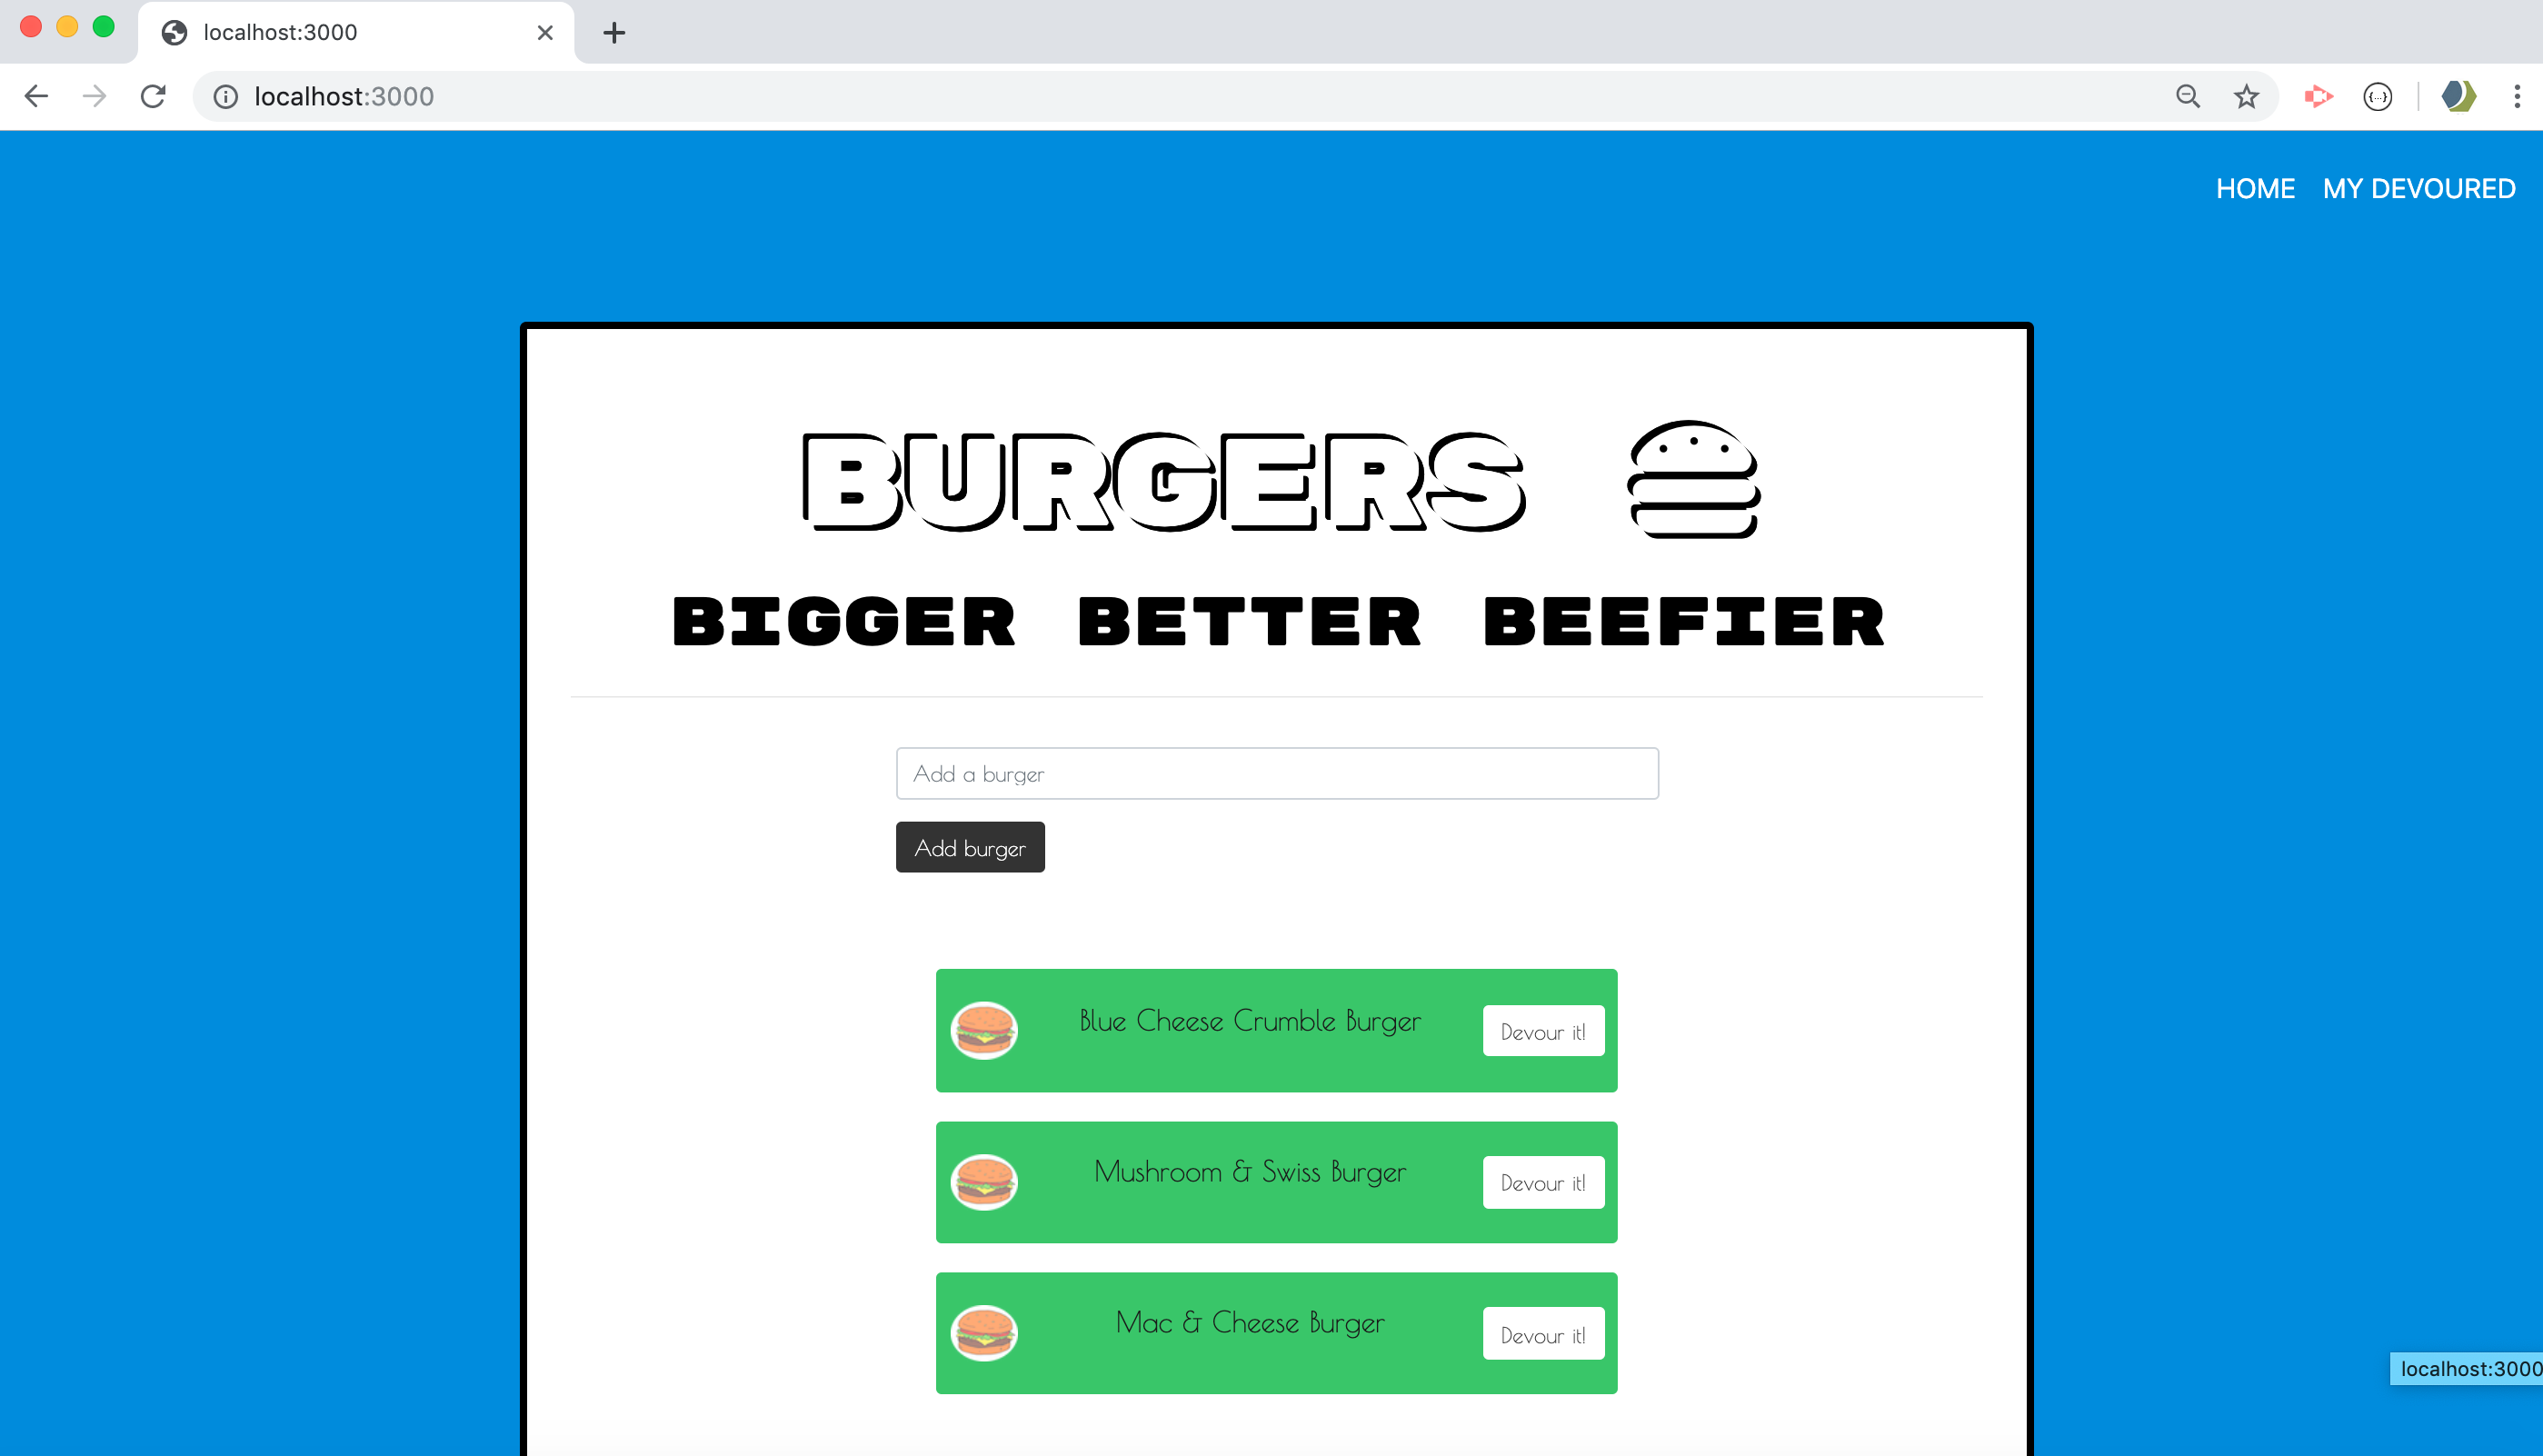 localhost:3000
localhost:3000
HOME MY DEVOURED
BURGERS
BIGGER BETTER BEEFIER
Add a burger
Add burger
Blue Cheese Crumble Burger
Devour it!
Mushroom & Swiss Burger
Devour it!
Mac & Cheese Burger
Devour it!
localhost:3000